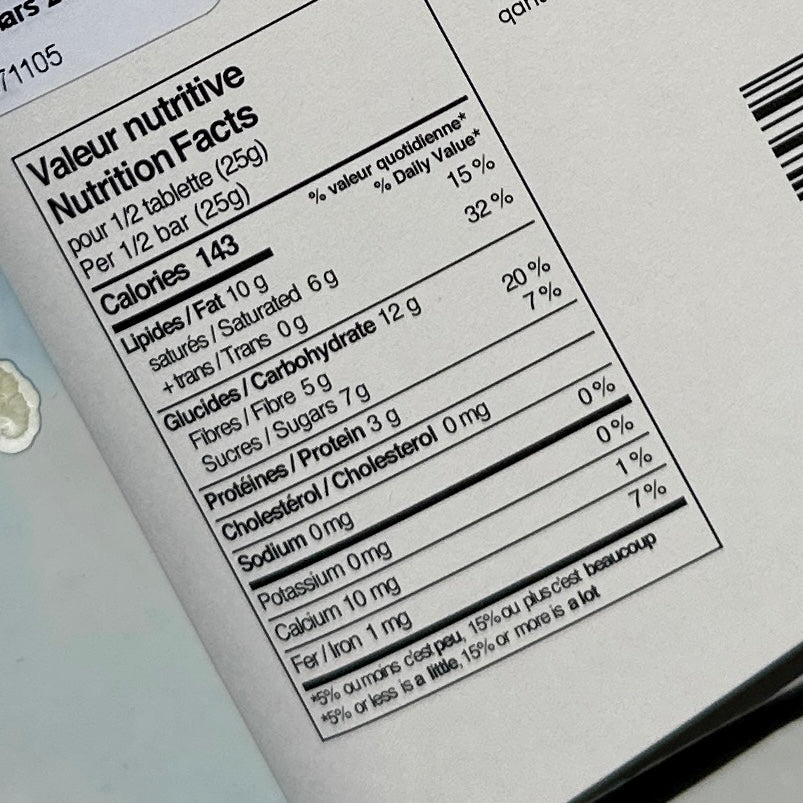 71105
Valeur nutritive
Nutrition Facts
pour 1/2 tablette (25g)
Per 1/2 bar (25g)
% valeur quotidienne*
% Daily Value*
Calories 143
Lipides / Fat 10 g 15 %
saturés / Saturated 6 g
+ trans / Trans 0 g 32 %
Glucides / Carbohydrate 12 g
Fibres / Fibre 5 g 20 %
Sucres / Sugars 7 g 7 %
Protéines / Protein 3 g
Cholestérol / Cholesterol 0 mg
Sodium 0 mg 0 %
Potassium 0 mg 0 %
Calcium 10 mg 1 %
Fer / Iron 1 mg 7 %
*5% ou moins c'est peu, 15% ou plus c'est beaucoup
*5% or less is a little, 15% or more is a lot